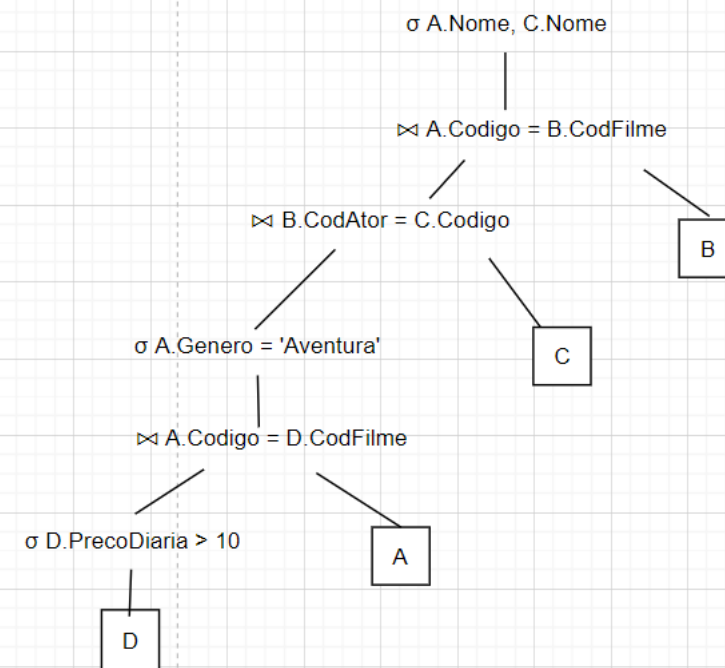 σ A.Nome, C.Nome
⋈ A.Codigo = B.CodFilme
⋈ B.CodAtor = C.Codigo
B
σ A.Genero = 'Aventura'
C
⋈ A.Codigo = D.CodFilme
σ D.PrecoDiaria > 10
A
D